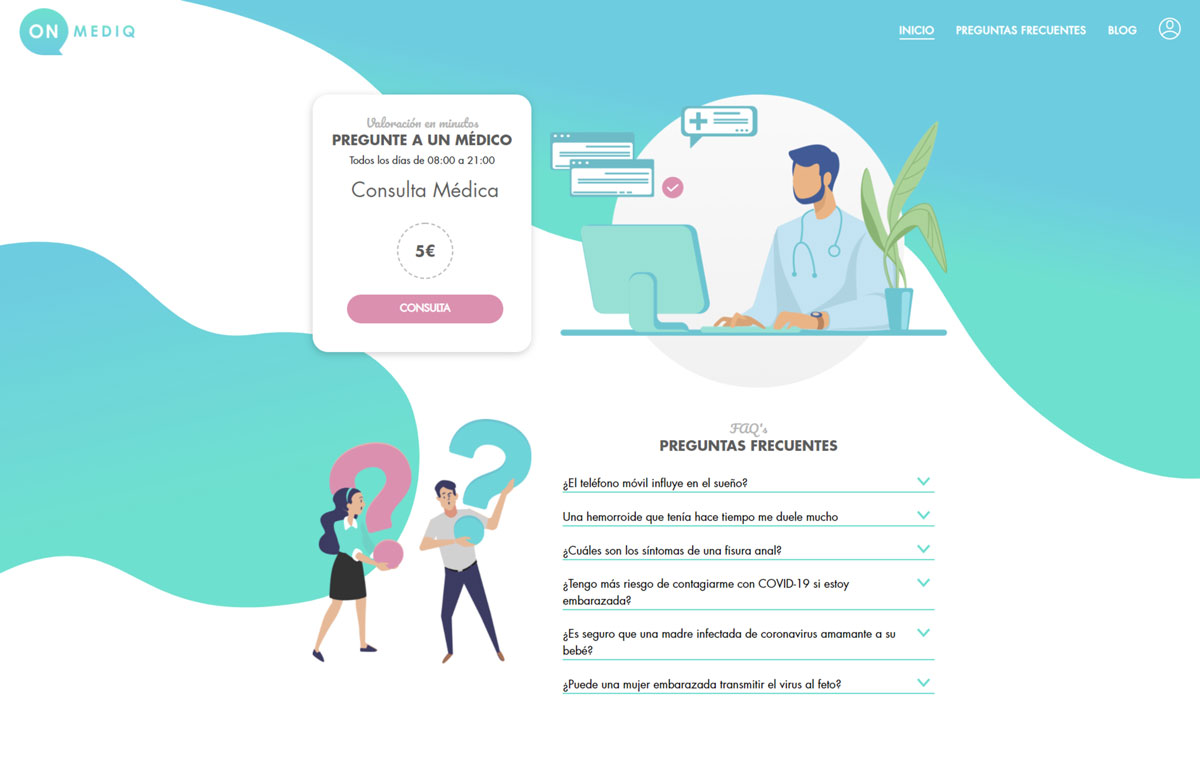 ON MEDIQ
INICIO
PREGUNTAS FRECUENTES
BLOG
Valoración en minutos
PREGUNTE A UN MÉDICO
Todos los días de 08:00 a 21:00
Consulta Médica
5€
CONSULTA
FAQ's
PREGUNTAS FRECUENTES
¿El teléfono móvil influye en el sueño?
Una hemorroide que tenía hace tiempo me duele mucho
¿Cuáles son los síntomas de una fisura anal?
¿Tengo más riesgo de contagiarme con COVID-19 si estoy
embarazada?
¿Es seguro que una madre infectada de coronavirus amamante a su
bebé?
¿Puede una mujer embarazada transmitir el virus al feto?